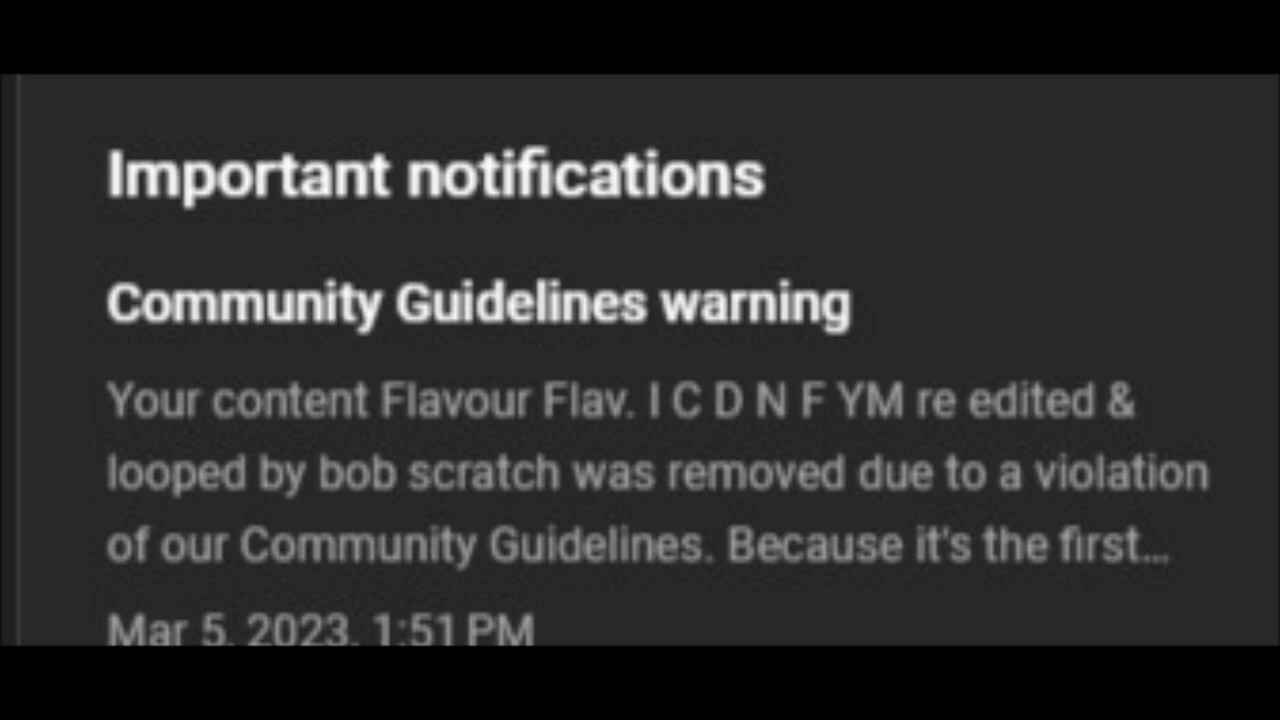 Important notifications
Community Guidelines warning
Your content Flavour Flav. I C D N F YM re edited &
looped by bob scratch was removed due to a violation
of our Community Guidelines. Because it's the first...
Mar 5, 2023, 1:51 PM